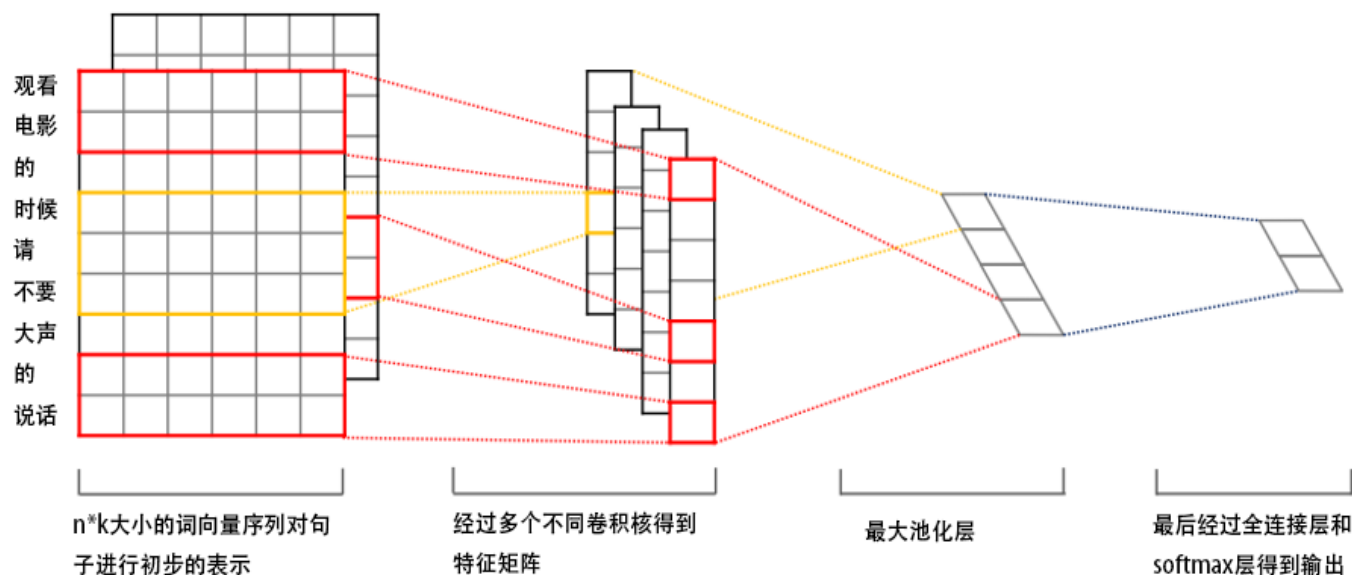 观看
电影
的
时候
请
不要
大声
的
说话
n*k大小的词向量序列对句
子进行初步的表示
经过多个不同卷积核得到
特征矩阵
最大池化层
最后经过全连接层和
softmax层得到输出